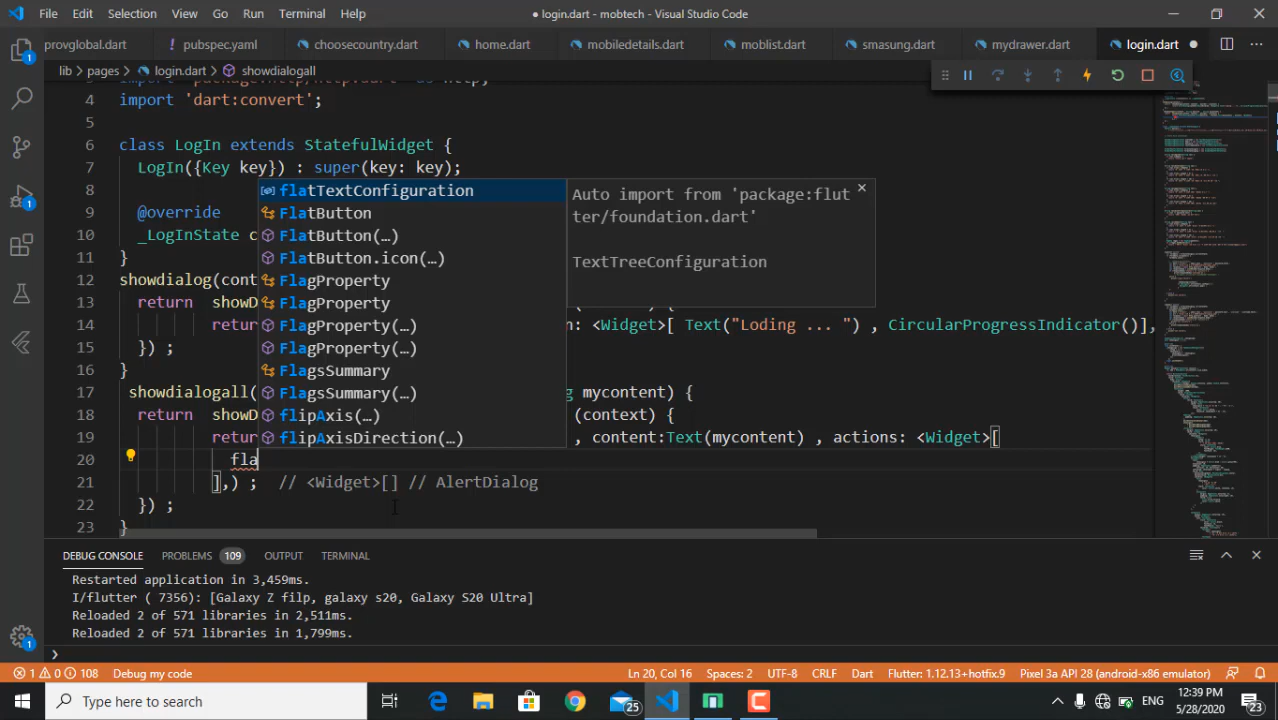 File Edit Selection View Go Run Terminal Help
● login.dart - mobtech - Visual Studio Code
provglobal.dart
pubspec.yaml
choosecountry.dart
home.dart
mobiledetails.dart
moblist.dart
smasung.dart
mydrawer.dart
login.dart ●
lib > pages > login.dart > showdialogall
3 import 'package:http/http.dart' as http;
4 import 'dart:convert';
5
6 class LogIn extends StatefulWidget {
7 LogIn({Key key}) : super(key: key);
8
9 @override
10 _LogInState c
11 }
12 showdialog(cont
13 return showD
14 retur n: <Widget>[ Text("Loding ... ") , CircularProgressIndicator()],
15 }) ;
16 }
17 showdialogall( g mycontent) {
18 return showD (context) {
19 retur , content:Text(mycontent) , actions: <Widget>[
20 fla
21 ],) ; // <Widget>[] // AlertDialog
22 }) ;
23 }
flatTextConfiguration
FlatButton
FlatButton(…)
FlatButton.icon(…)
FlagProperty
FlagProperty
FlagProperty(…)
FlagProperty(…)
FlagsSummary
FlagsSummary(…)
flipAxis(…)
flipAxisDirection(…)
Auto import from 'package:flut
ter/foundation.dart'
TextTreeConfiguration
DEBUG CONSOLE PROBLEMS 109 OUTPUT TERMINAL
Restarted application in 3,459ms.
I/flutter ( 7356): [Galaxy Z filp, galaxy s20, Galaxy S20 Ultra]
Reloaded 2 of 571 libraries in 2,511ms.
Reloaded 2 of 571 libraries in 1,799ms.
1 0 108 Debug my code Ln 20, Col 16 Spaces: 2 UTF-8 CRLF Dart Flutter: 1.12.13+hotfix.9 Pixel 3a API 28 (android-x86 emulator)
Type here to search
25
ENG
12:39 PM
5/28/2020
23